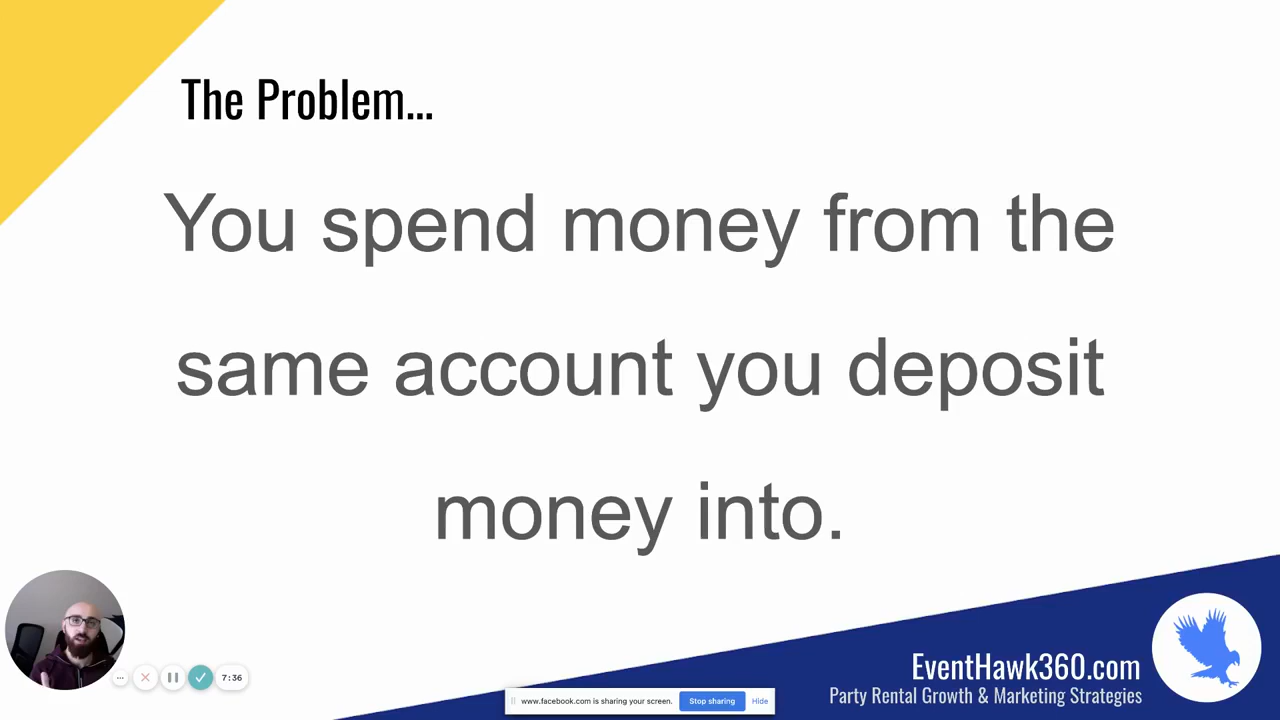 The Problem...
You spend money from the
same account you deposit
money into.
EventHawk360.com
Party Rental Growth & Marketing Strategies
7:36
www.facebook.com is sharing your screen. Stop sharing Hide